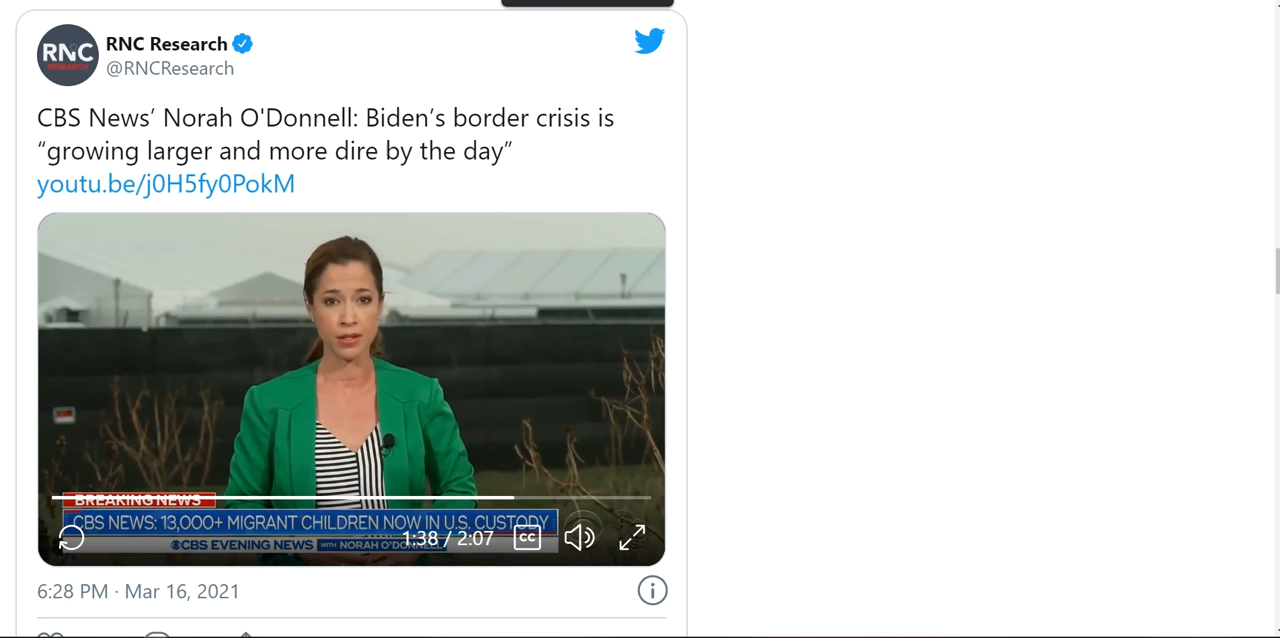 RNC
RESEARCH
RNC Research
@RNCResearch
CBS News’ Norah O'Donnell: Biden’s border crisis is
“growing larger and more dire by the day”
youtu.be/j0H5fy0PokM
BREAKING NEWS
CBS NEWS: 13,000+ MIGRANT CHILDREN NOW IN U.S. CUSTODY
1:38 / 2:07
CC
CBS EVENING NEWS WITH NORAH O'DONNELL
6:28 PM · Mar 16, 2021